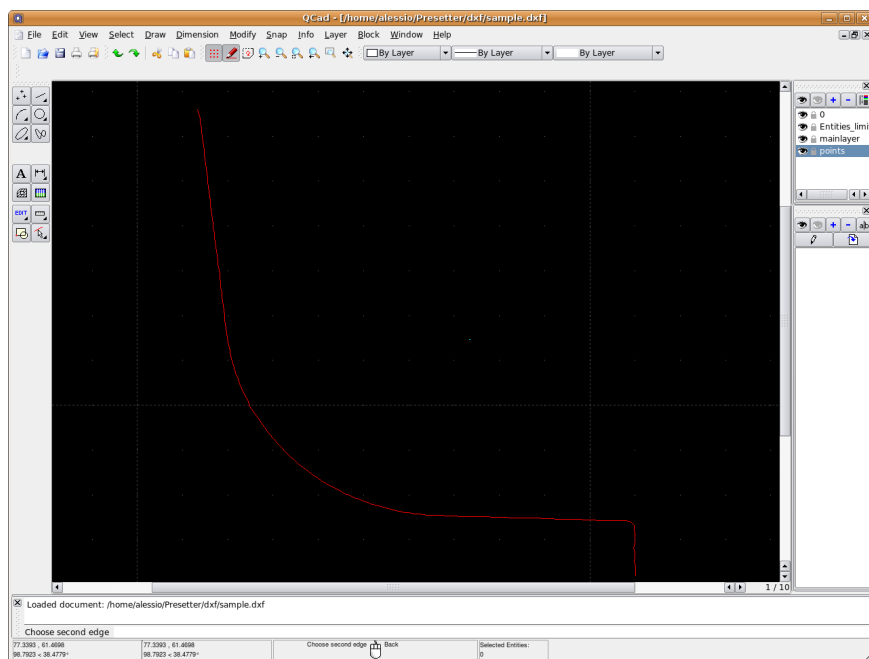 QCad - [/home/alessio/Presetter/dxf/sample.dxf]
File Edit View Select Draw Dimension Modify Snap Info Layer Block Window Help
By Layer By Layer By Layer
0
Entities_limi
mainlayer
points
A
EDIT
ab
1 / 10
Loaded document: /home/alessio/Presetter/dxf/sample.dxf
Choose second edge
77.3393 , 61.4698 77.3393 , 61.4698 Choose second edge Back Selected Entities:
98.7923 < 38.4779° 98.7923 < 38.4779° 0